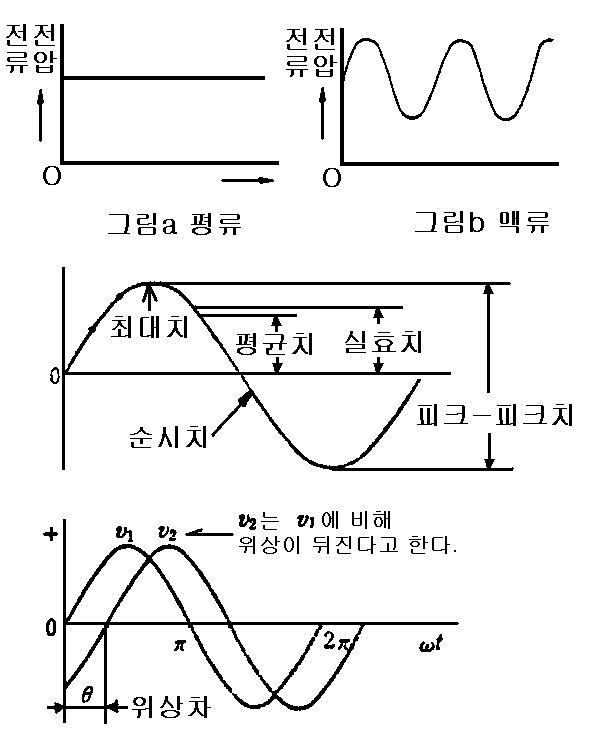 전류 전압
O
그림a 평류
전류 전압
O
그림b 맥류
최대치
평균치
실효치
0
순시치
피크-피크치
+
v₁
v₂
v₂는 v₁에 비해
위상이 뒤진다고 한다.
0
π
2π
ωt
θ
위상차